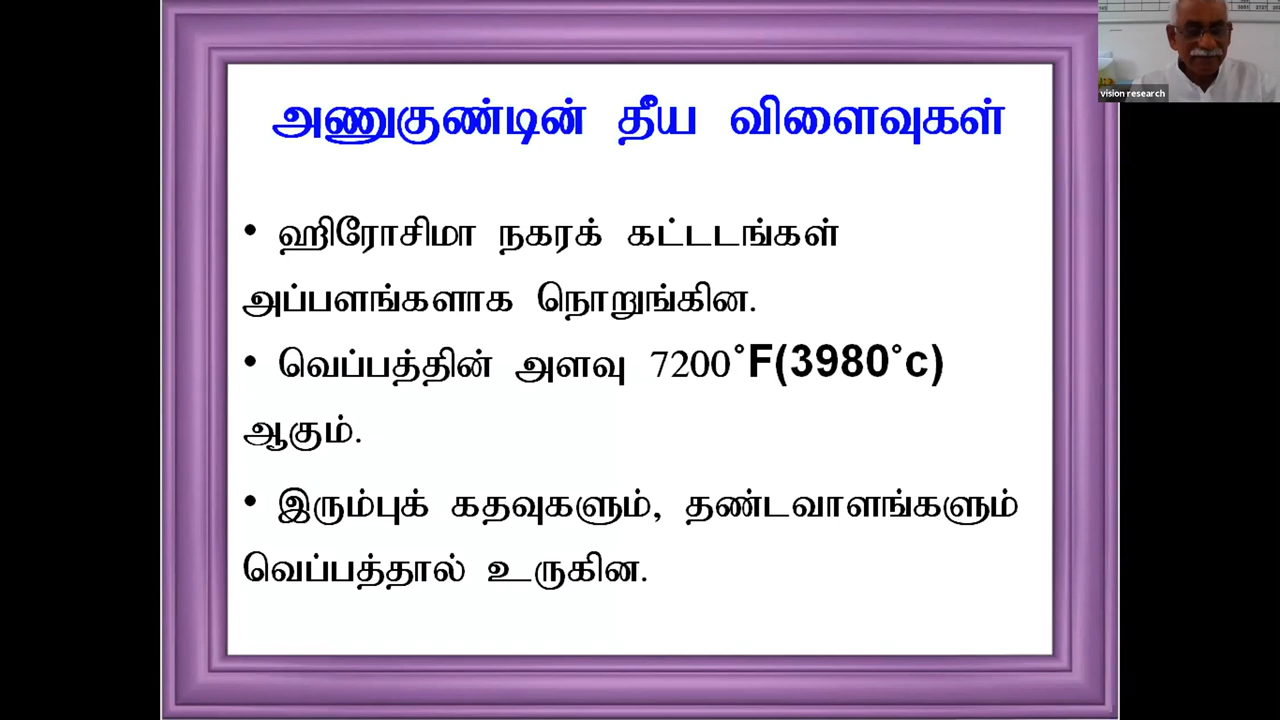 vision research
அணுகுண்டின் தீய விளைவுகள்
• ஹிரோசிமா நகரக் கட்டடங்கள்
அப்பளங்களாக நொறுங்கின.
• வெப்பத்தின் அளவு 7200°F(3980°c)
ஆகும்.
• இரும்புக் கதவுகளும், தண்டவாளங்களும்
வெப்பத்தால் உருகின.